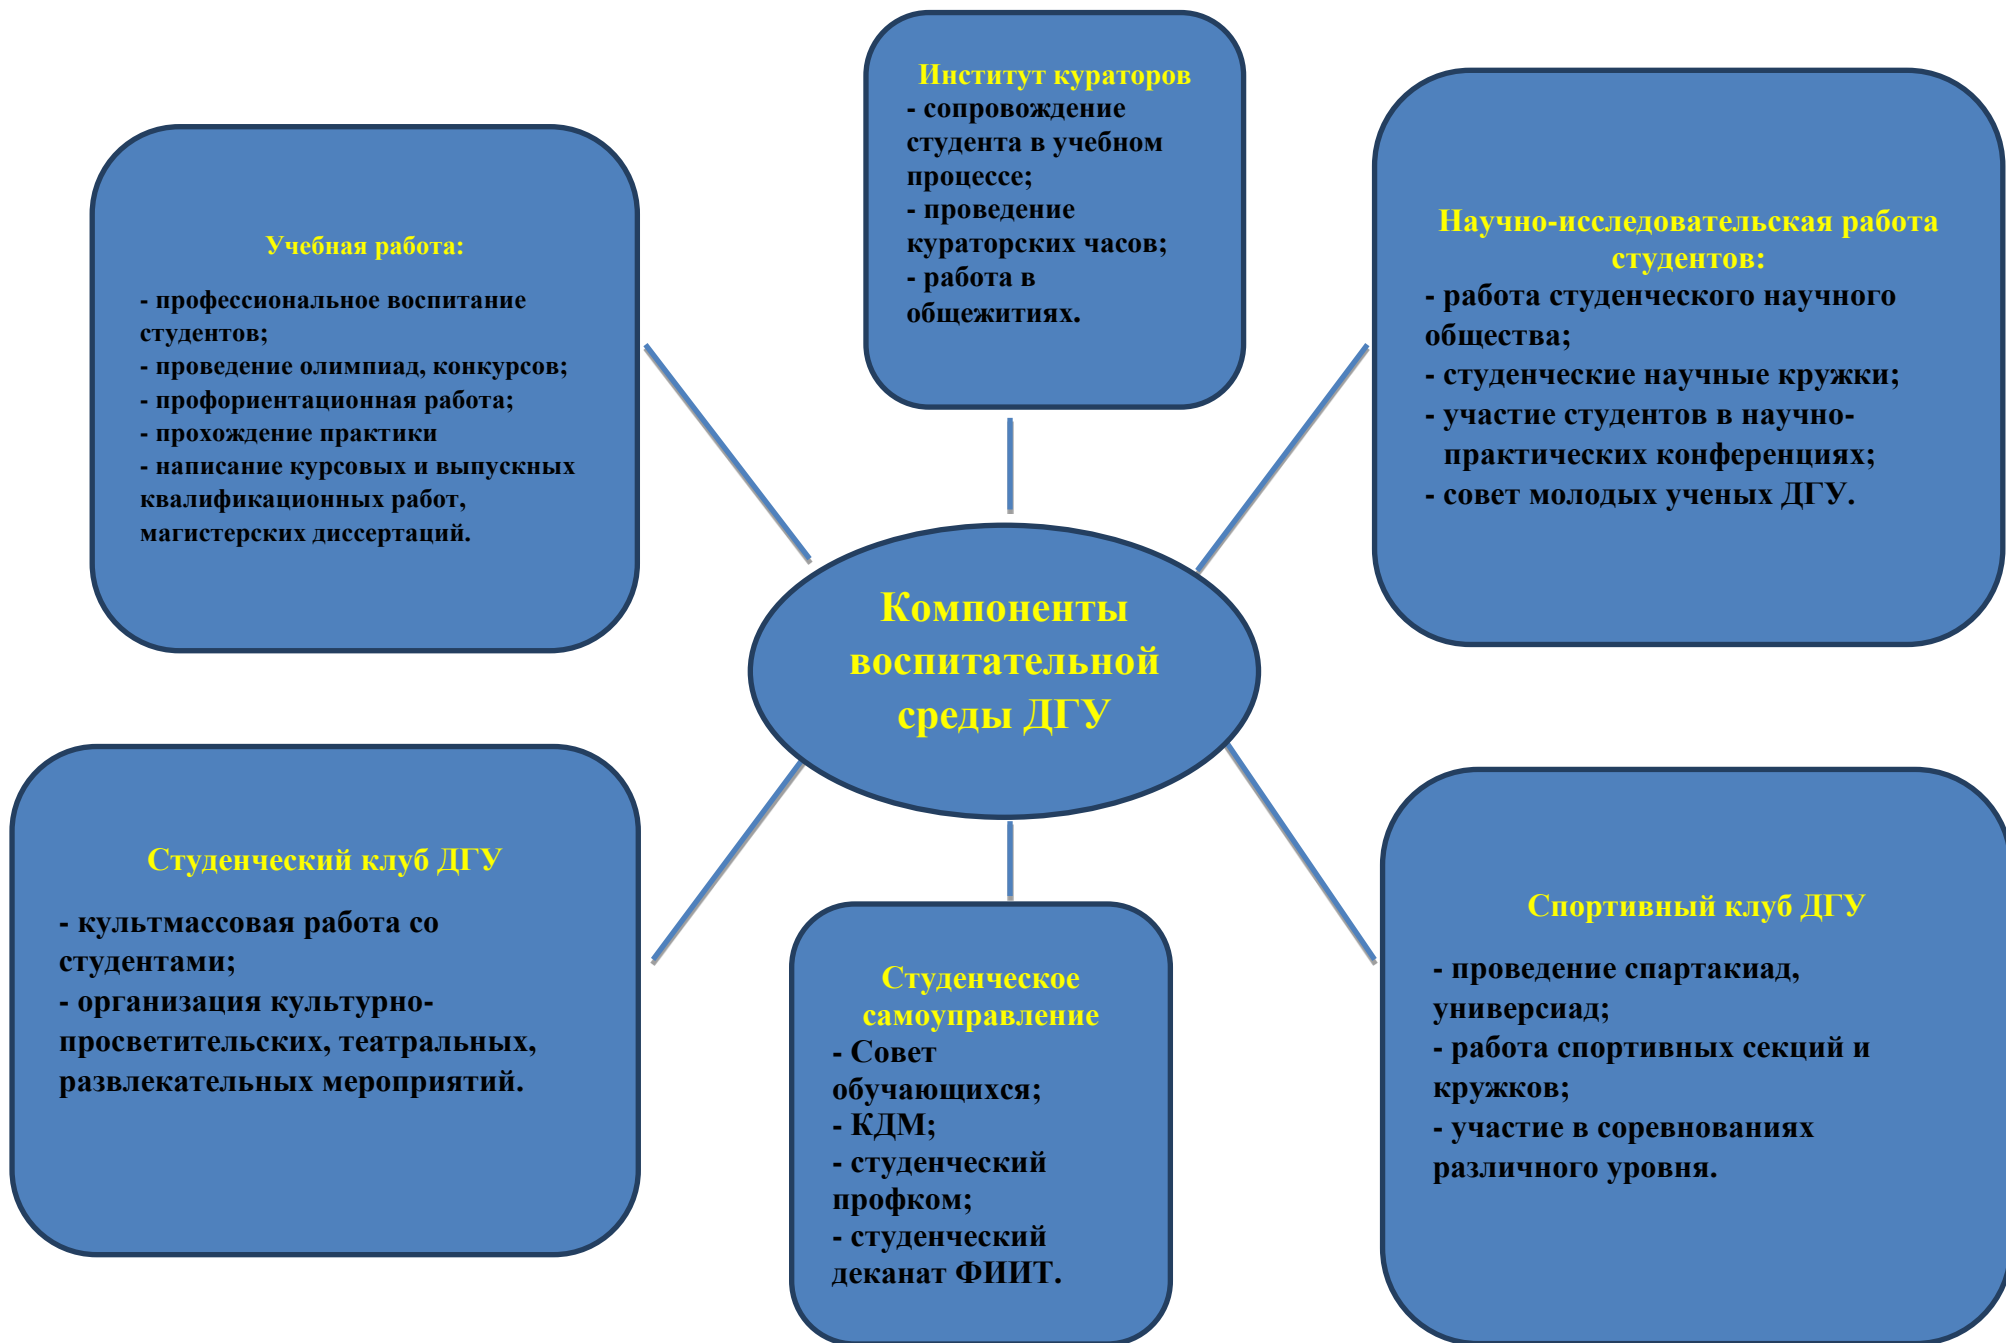 Институт кураторов
- сопровождение
студента в учебном
процессе;
- проведение
кураторских часов;
- работа в
общежитиях.
Учебная работа:
- профессиональное воспитание
студентов;
- проведение олимпиад, конкурсов;
- профориентационная работа;
- прохождение практики
- написание курсовых и выпускных
квалификационных работ,
магистерских диссертаций.
Научно-исследовательская работа
студентов:
- работа студенческого научного
общества;
- студенческие научные кружки;
- участие студентов в научно-
практических конференциях;
- совет молодых ученых ДГУ.
Компоненты
воспитательной
среды ДГУ
Студенческий клуб ДГУ
- культмассовая работа со
студентами;
- организация культурно-
просветительских, театральных,
развлекательных мероприятий.
Студенческое
самоуправление
- Совет
обучающихся;
- КДМ;
- студенческий
профком;
- студенческий
деканат ФИИТ.
Спортивный клуб ДГУ
- проведение спартакиад,
универсиад;
- работа спортивных секций и
кружков;
- участие в соревнованиях
различного уровня.